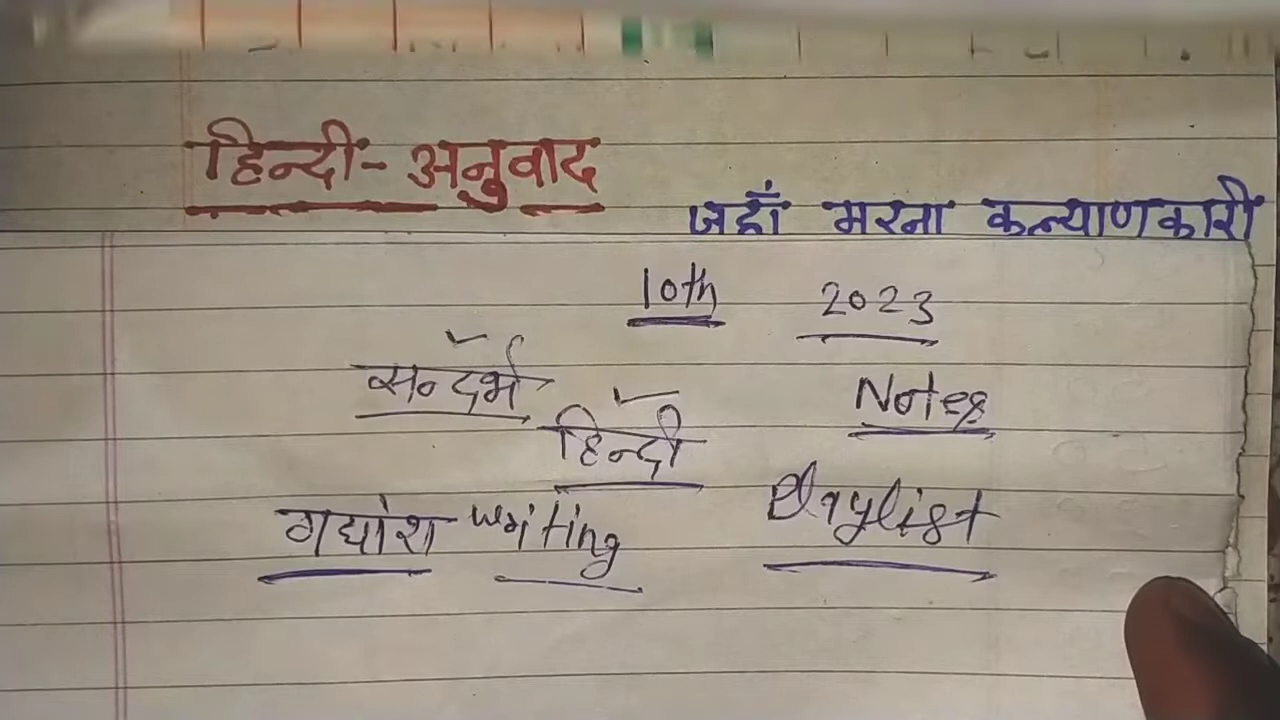 हिन्दी- अनुवाद
जहाँ मरना कल्याणकारी
10th 2023
सन्दर्भ
Notes
हिन्दी
गद्यांश writing
Playlist